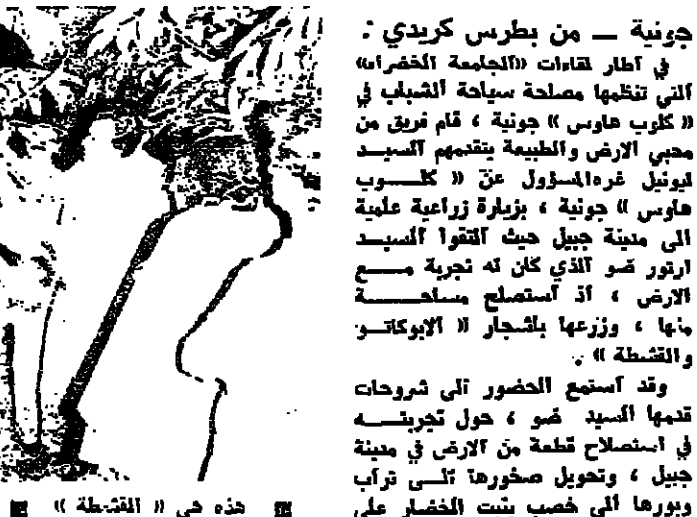 جونية — من بطرس كريدي :
في اطار لقاءات «الجامعة الخضراء»
التي تنظمها مصلحة سياحة الشباب في
« كلوب هاوس » جونية ، قام فريق من
محبي الارض والطبيعة يتقدمهم السيد
ليونيل غره المسؤول عن « كلوب
هاوس » جونية ، بزيارة زراعية علمية
الى مدينة جبيل حيث التقوا السيد
ارتور ضو الذي كان له تجربة مع
الارض ، اذ استصلح مساحة
منها ، وزرعها باشجار « الابوكاتو
والقشطة » .
وقد استمع الحضور الى شروحات
قدمها السيد ضو ، حول تجربته
في استصلاح قطعة من الارض في مدينة
جبيل ، وتحويل صخورها الى تراب
وبورها الى خصب ينبت الخضار على
هذه هي « القشطة »